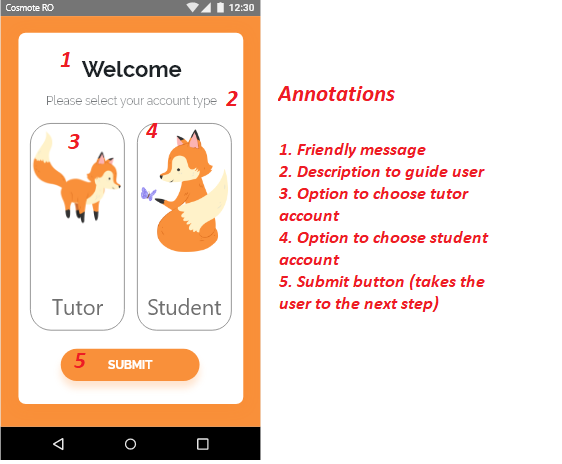 Cosmote RO 12:30
1 Welcome
Please select your account type 2
3 4
Tutor Student
5 SUBMIT
Annotations
1. Friendly message
2. Description to guide user
3. Option to choose tutor
account
4. Option to choose student
account
5. Submit button (takes the
user to the next step)